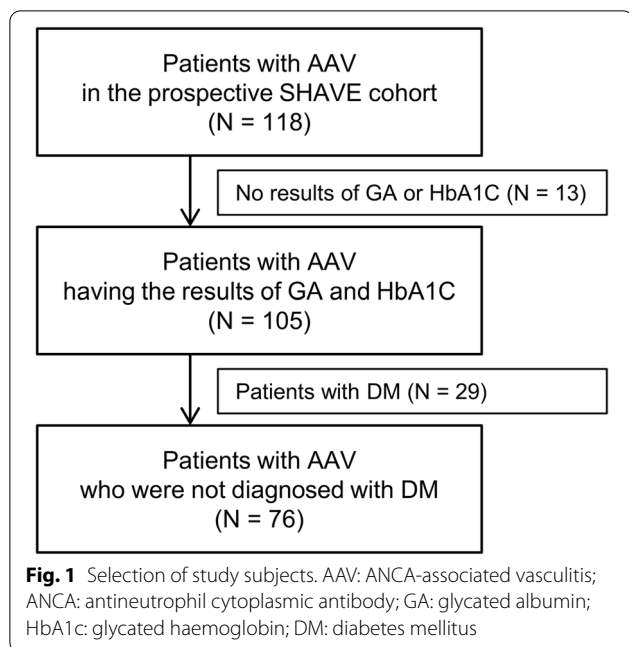 Patients with AAV
in the prospective SHAVE cohort
(N = 118)
No results of GA or HbA1C (N = 13)
Patients with AAV
having the results of GA and HbA1C
(N = 105)
Patients with DM (N = 29)
Patients with AAV
who were not diagnosed with DM
(N = 76)
Fig. 1 Selection of study subjects. AAV: ANCA-associated vasculitis;
ANCA: antineutrophil cytoplasmic antibody; GA: glycated albumin;
HbA1c: glycated haemoglobin; DM: diabetes mellitus